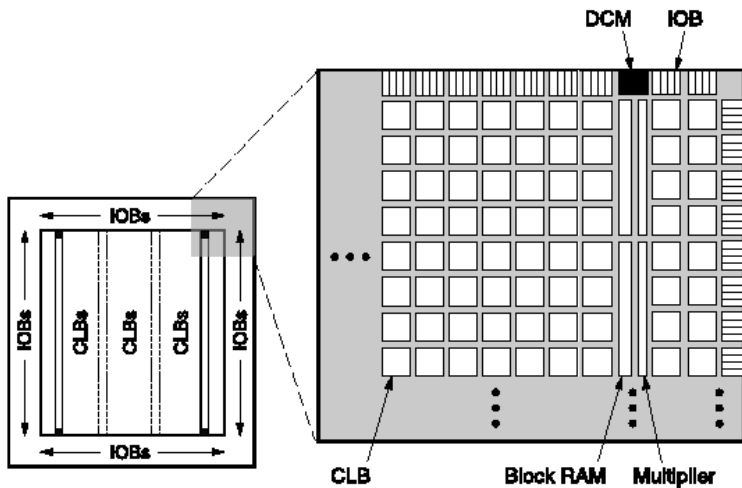 DCM
IOB
IOBs
IOBs
CLBs
CLBs
CLBs
IOBs
IOBs
CLB
Block RAM
Multiplier